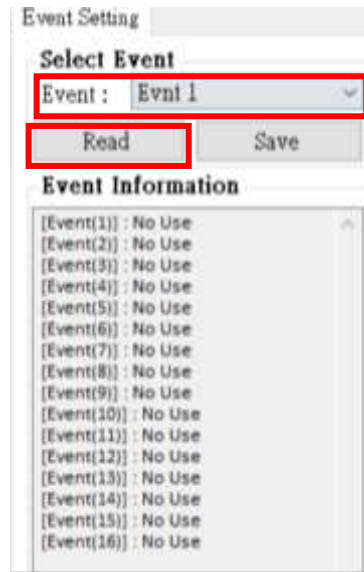 Event Setting
Select Event
Event : Evnt 1
Read Save
Event Information
[Event(1)] : No Use
[Event(2)] : No Use
[Event(3)] : No Use
[Event(4)] : No Use
[Event(5)] : No Use
[Event(6)] : No Use
[Event(7)] : No Use
[Event(8)] : No Use
[Event(9)] : No Use
[Event(10)] : No Use
[Event(11)] : No Use
[Event(12)] : No Use
[Event(13)] : No Use
[Event(14)] : No Use
[Event(15)] : No Use
[Event(16)] : No Use